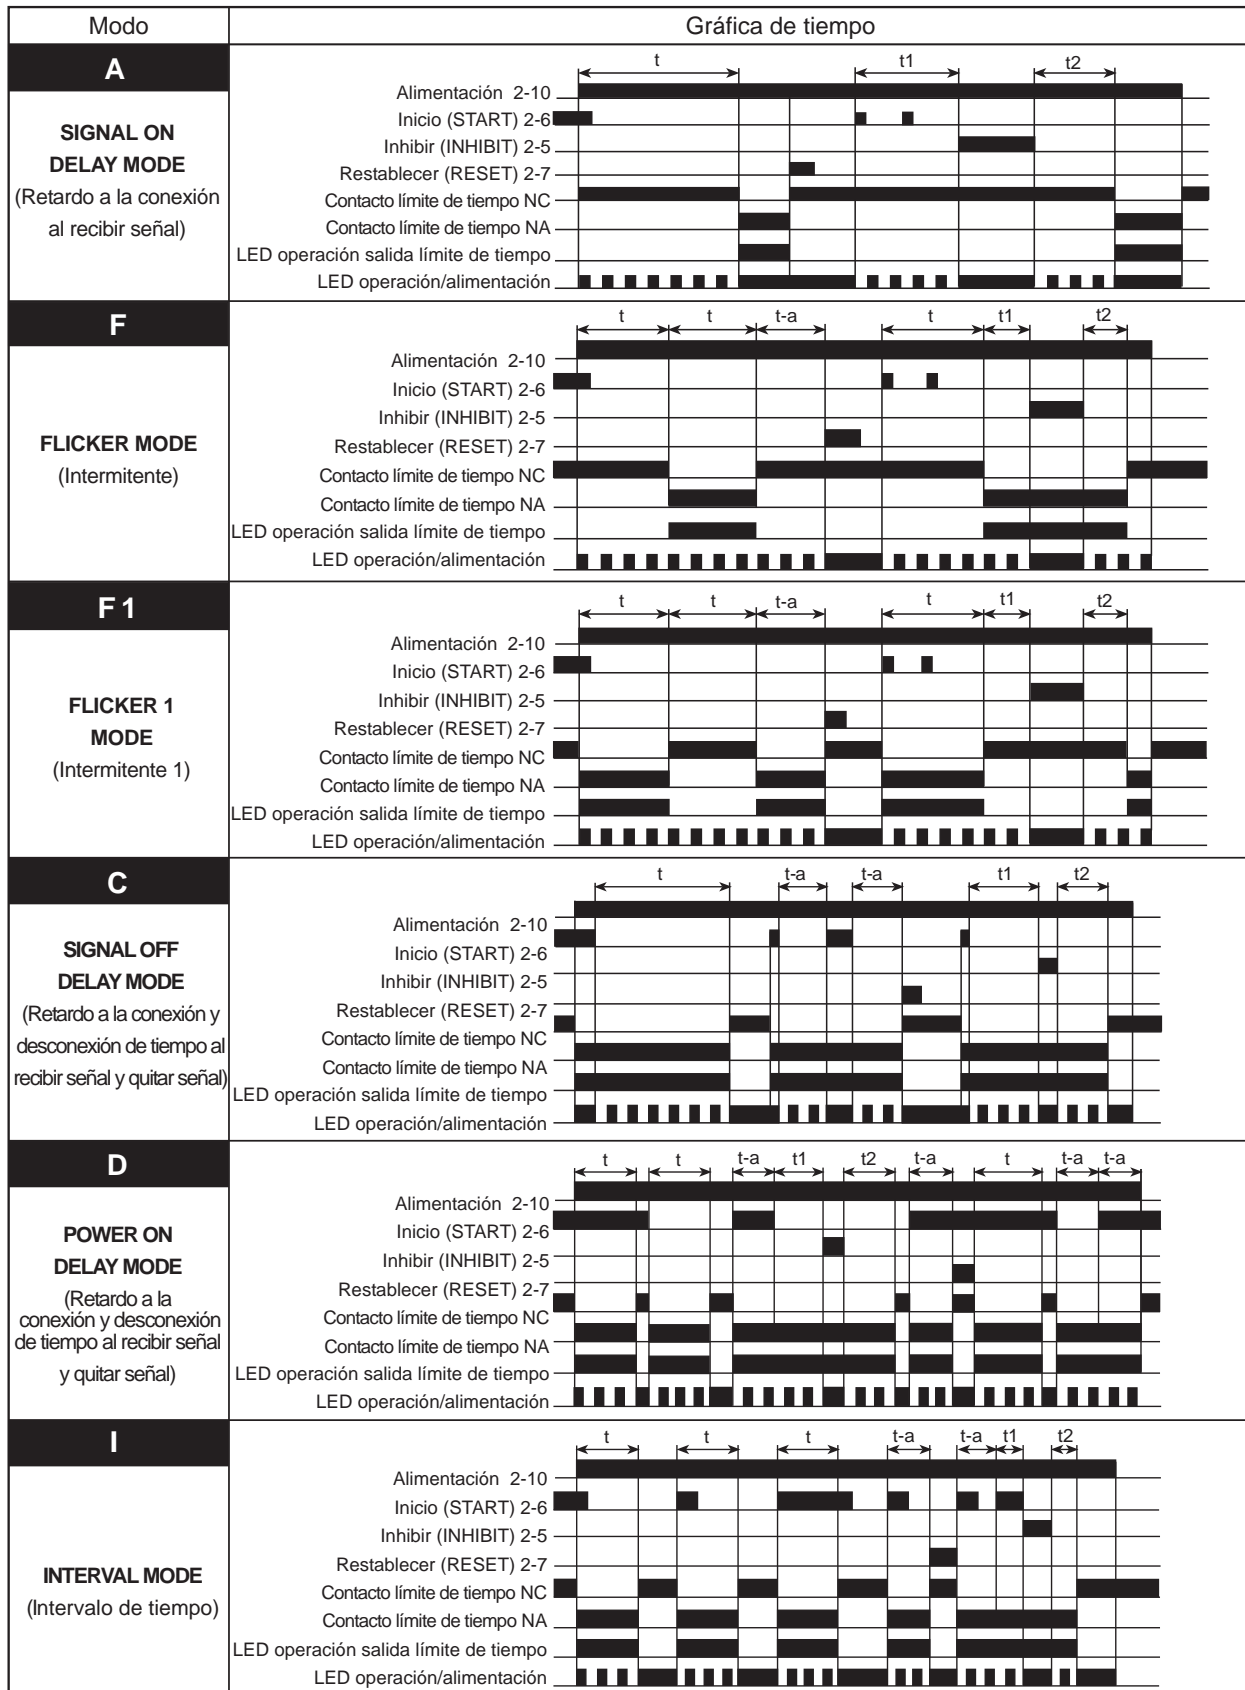 Modo
Gráfica de tiempo
A
SIGNAL ON
DELAY MODE
(Retardo a la conexión
al recibir señal)
t
t1
t2
Alimentación 2-10
Inicio (START) 2-6
Inhibir (INHIBIT) 2-5
Restablecer (RESET) 2-7
Contacto límite de tiempo NC
Contacto límite de tiempo NA
LED operación salida límite de tiempo
LED operación/alimentación
F
FLICKER MODE
(Intermitente)
t
t
t-a
t
t1
t2
Alimentación 2-10
Inicio (START) 2-6
Inhibir (INHIBIT) 2-5
Restablecer (RESET) 2-7
Contacto límite de tiempo NC
Contacto límite de tiempo NA
LED operación salida límite de tiempo
LED operación/alimentación
F 1
FLICKER 1
MODE
(Intermitente 1)
t
t
t-a
t
t1
t2
Alimentación 2-10
Inicio (START) 2-6
Inhibir (INHIBIT) 2-5
Restablecer (RESET) 2-7
Contacto límite de tiempo NC
Contacto límite de tiempo NA
LED operación salida límite de tiempo
LED operación/alimentación
C
SIGNAL OFF
DELAY MODE
(Retardo a la conexión y
desconexión de tiempo al
recibir señal y quitar señal)
t
t-a
t-a
t1
t2
Alimentación 2-10
Inicio (START) 2-6
Inhibir (INHIBIT) 2-5
Restablecer (RESET) 2-7
Contacto límite de tiempo NC
Contacto límite de tiempo NA
LED operación salida límite de tiempo
LED operación/alimentación
D
POWER ON
DELAY MODE
(Retardo a la
conexión y desconexión
de tiempo al recibir señal
y quitar señal)
t
t
t-a
t1
t2
t-a
t
t-a
t-a
Alimentación 2-10
Inicio (START) 2-6
Inhibir (INHIBIT) 2-5
Restablecer (RESET) 2-7
Contacto límite de tiempo NC
Contacto límite de tiempo NA
LED operación salida límite de tiempo
LED operación/alimentación
I
INTERVAL MODE
(Intervalo de tiempo)
t
t
t
t-a
t-a
t1
t2
Alimentación 2-10
Inicio (START) 2-6
Inhibir (INHIBIT) 2-5
Restablecer (RESET) 2-7
Contacto límite de tiempo NC
Contacto límite de tiempo NA
LED operación salida límite de tiempo
LED operación/alimentación